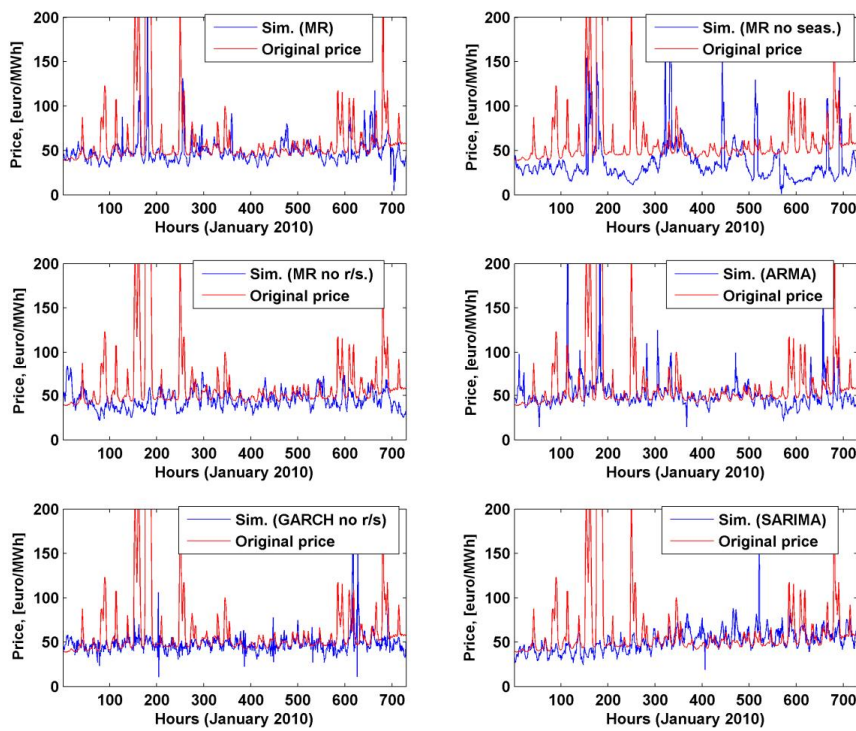 Sim. (MR)
Original price
200
150
100
50
0
Price, [euro/MWh]
100 200 300 400 500 600 700
Hours (January 2010)
Sim. (MR no seas.)
Original price
200
150
100
50
0
Price, [euro/MWh]
100 200 300 400 500 600 700
Hours (January 2010)
Sim. (MR no r/s.)
Original price
200
150
100
50
0
Price, [euro/MWh]
100 200 300 400 500 600 700
Hours (January 2010)
Sim. (ARMA)
Original price
200
150
100
50
0
Price, [euro/MWh]
100 200 300 400 500 600 700
Hours (January 2010)
Sim. (GARCH no r/s)
Original price
200
150
100
50
0
Price, [euro/MWh]
100 200 300 400 500 600 700
Hours (January 2010)
Sim. (SARIMA)
Original price
200
150
100
50
0
Price, [euro/MWh]
100 200 300 400 500 600 700
Hours (January 2010)